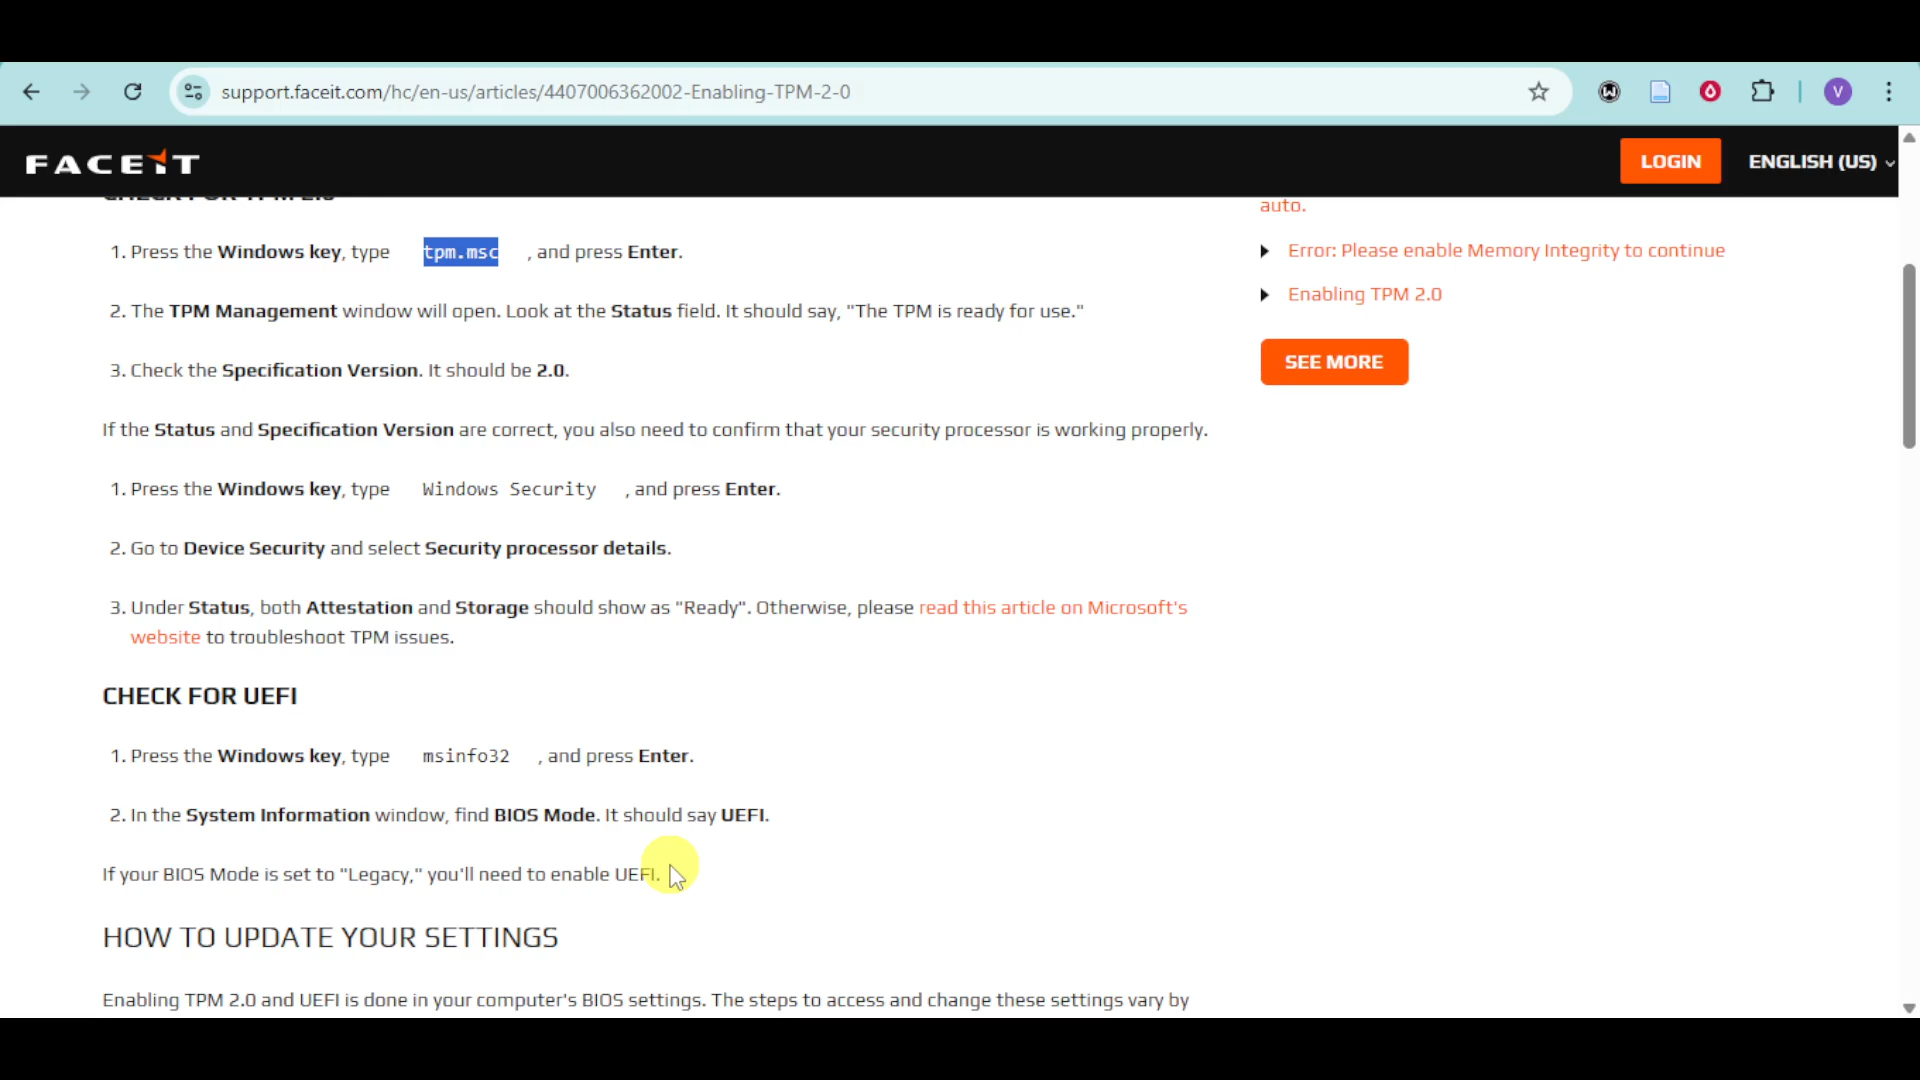 support.faceit.com/hc/en-us/articles/4407006362002-Enabling-TPM-2-0
V
FACEIT
LOGIN
ENGLISH (US)
CHECK FOR TPM 2.0
1. Press the Windows key, type tpm.msc , and press Enter.
2. The TPM Management window will open. Look at the Status field. It should say, "The TPM is ready for use."
3. Check the Specification Version. It should be 2.0.
If the Status and Specification Version are correct, you also need to confirm that your security processor is working properly.
1. Press the Windows key, type Windows Security , and press Enter.
2. Go to Device Security and select Security processor details.
3. Under Status, both Attestation and Storage should show as "Ready". Otherwise, please read this article on Microsoft's
website to troubleshoot TPM issues.
CHECK FOR UEFI
1. Press the Windows key, type msinfo32 , and press Enter.
2. In the System Information window, find BIOS Mode. It should say UEFI.
If your BIOS Mode is set to "Legacy," you'll need to enable UEFI.
HOW TO UPDATE YOUR SETTINGS
Enabling TPM 2.0 and UEFI is done in your computer's BIOS settings. The steps to access and change these settings vary by
auto.
Error: Please enable Memory Integrity to continue
Enabling TPM 2.0
SEE MORE